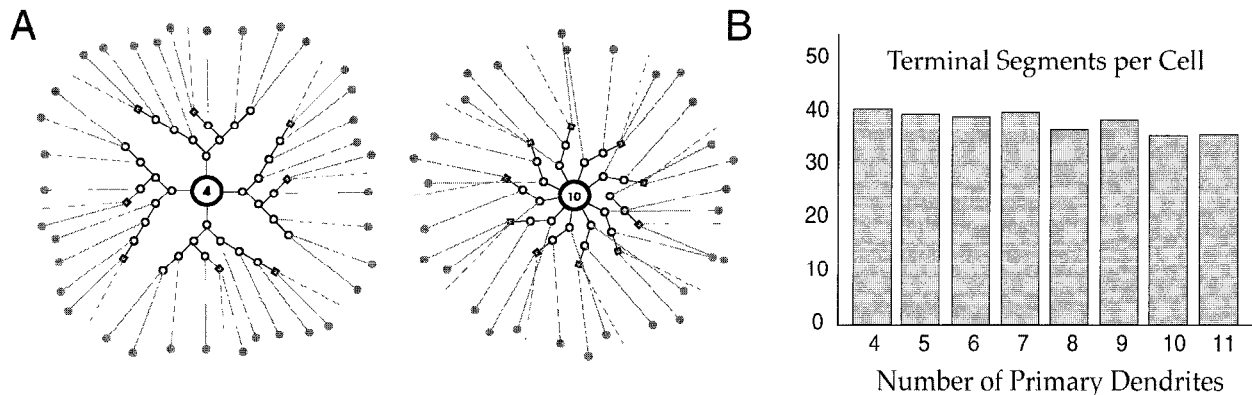 A
4
10
B
Terminal Segments per Cell
50
40
30
20
10
0
4 5 6 7 8 9 10 11
Number of Primary Dendrites